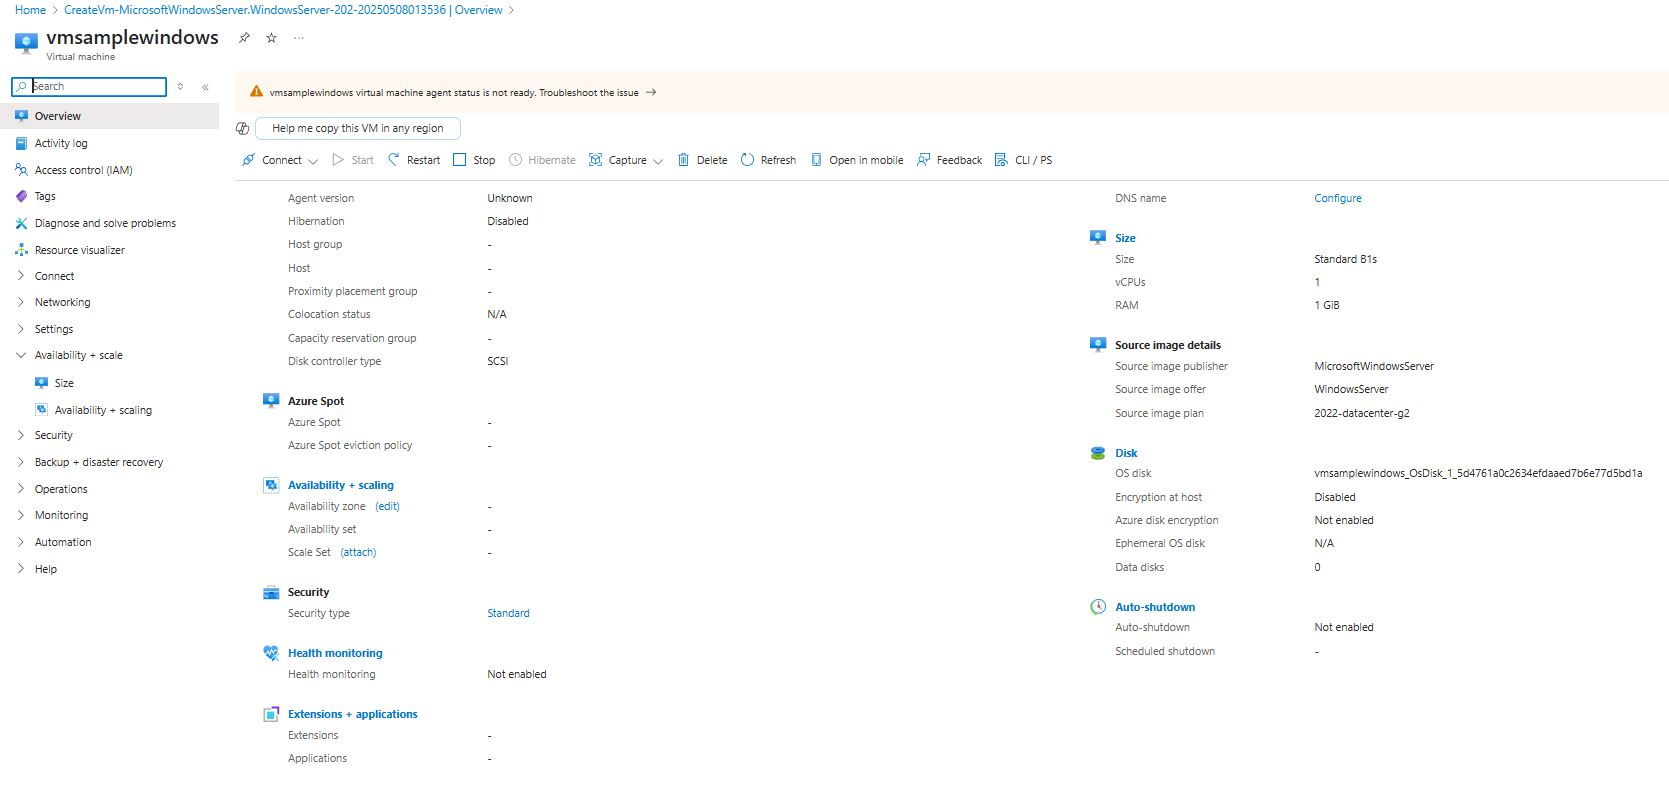 Home > CreateVm-MicrosoftWindowsServer.WindowsServer-202-20250508013536 | Overview >
vmsamplewindows
Virtual machine
Search
Overview
Activity log
Access control (IAM)
Tags
Diagnose and solve problems
Resource visualizer
Connect
Networking
Settings
Availability + scale
Size
Availability + scaling
Security
Backup + disaster recovery
Operations
Monitoring
Automation
Help
vmsamplewindows virtual machine agent status is not ready. Troubleshoot the issue →
Help me copy this VM in any region
Connect Start Restart Stop Hibernate Capture Delete Refresh Open in mobile Feedback CLI / PS
Agent version Unknown
Hibernation Disabled
Host group -
Host -
Proximity placement group -
Colocation status N/A
Capacity reservation group -
Disk controller type SCSI
Azure Spot
Azure Spot -
Azure Spot eviction policy -
Availability + scaling
Availability zone (edit) -
Availability set -
Scale Set (attach) -
Security
Security type Standard
Health monitoring
Health monitoring Not enabled
Extensions + applications
Extensions -
Applications -
DNS name Configure
Size
Size Standard B1s
vCPUs 1
RAM 1 GiB
Source image details
Source image publisher MicrosoftWindowsServer
Source image offer WindowsServer
Source image plan 2022-datacenter-g2
Disk
OS disk vmsamplewindows_OsDisk_1_5d4761a0c2634efdaaed7b6e77d5bd1a
Encryption at host Disabled
Azure disk encryption Not enabled
Ephemeral OS disk N/A
Data disks 0
Auto-shutdown
Auto-shutdown Not enabled
Scheduled shutdown -